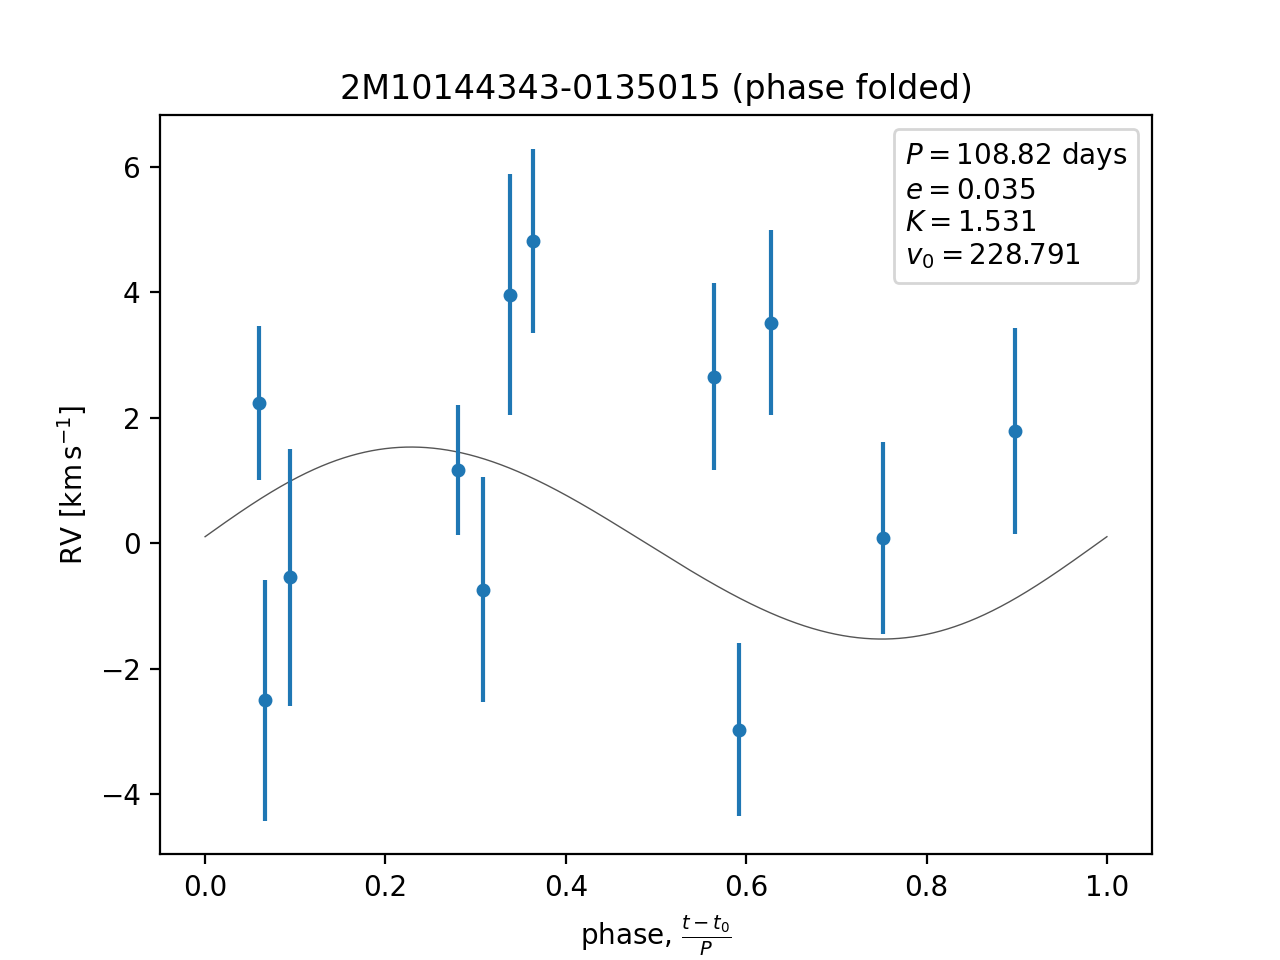 2M10144343-0135015 (phase folded)
P = 108.82 days
e = 0.035
K = 1.531
v₀ = 228.791
RV [km s⁻¹]
6
4
2
0
−2
−4
0.0 0.2 0.4 0.6 0.8 1.0
phase, (t − t₀)/P